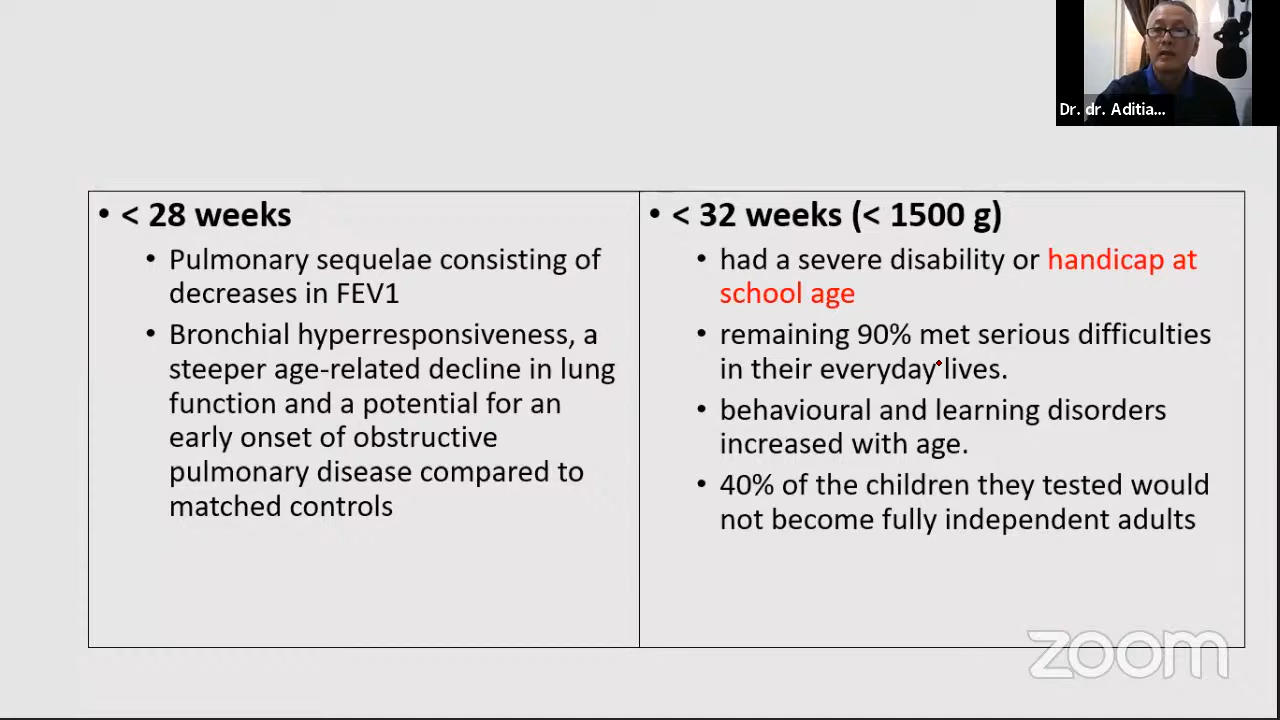 Dr. dr. Aditia...
• < 28 weeks
• Pulmonary sequelae consisting of
decreases in FEV1
• Bronchial hyperresponsiveness, a
steeper age-related decline in lung
function and a potential for an
early onset of obstructive
pulmonary disease compared to
matched controls
• < 32 weeks (< 1500 g)
• had a severe disability or handicap at
school age
• remaining 90% met serious difficulties
in their everyday lives.
• behavioural and learning disorders
increased with age.
• 40% of the children they tested would
not become fully independent adults
zoom